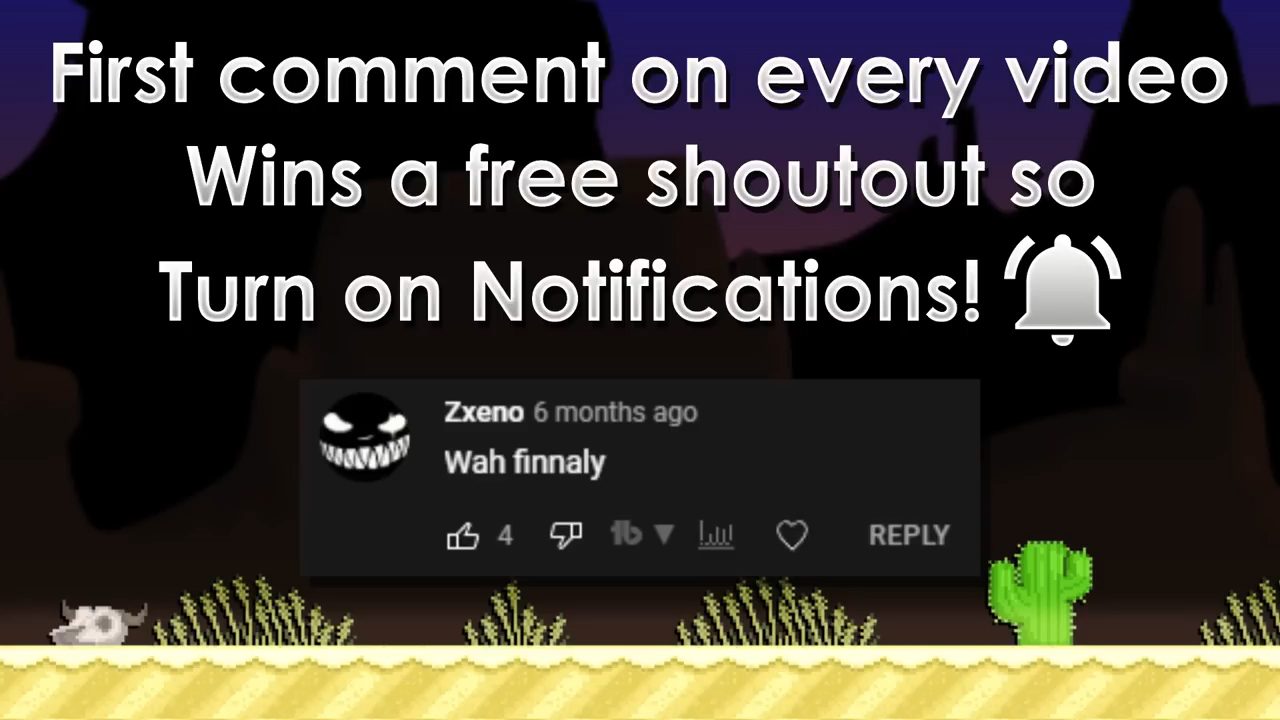 First comment on every video
Wins a free shoutout so
Turn on Notifications!
Zxeno 6 months ago
Wah finnaly
4 REPLY